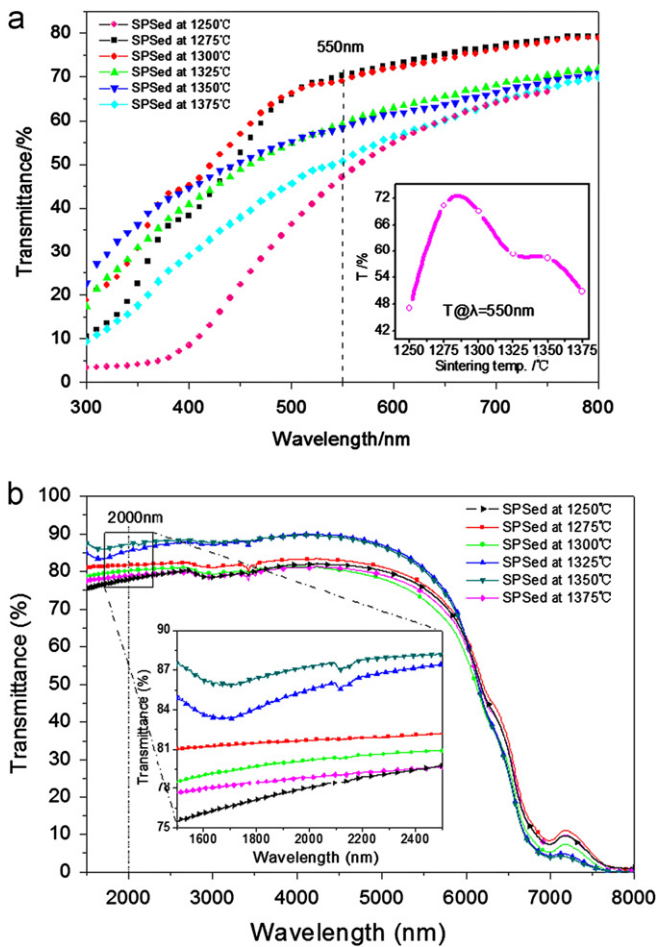 a
SPSed at 1250℃
SPSed at 1275℃
SPSed at 1300℃
SPSed at 1325℃
SPSed at 1350℃
SPSed at 1375℃
550nm
Transmittance/%
80
70
60
50
40
30
20
10
0
300 400 500 600 700 800
Wavelength/nm
T /%
72
66
60
54
48
42
T@λ=550nm
1250 1275 1300 1325 1350 1375
Sintering temp. /℃
b
2000nm
SPSed at 1250℃
SPSed at 1275℃
SPSed at 1300℃
SPSed at 1325℃
SPSed at 1350℃
SPSed at 1375℃
Transmittance (%)
100
90
80
70
60
50
40
30
20
10
0
2000 3000 4000 5000 6000 7000 8000
Wavelength (nm)
Transmittance (%)
90
87
84
81
78
75
1600 1800 2000 2200 2400
Wavelength (nm)